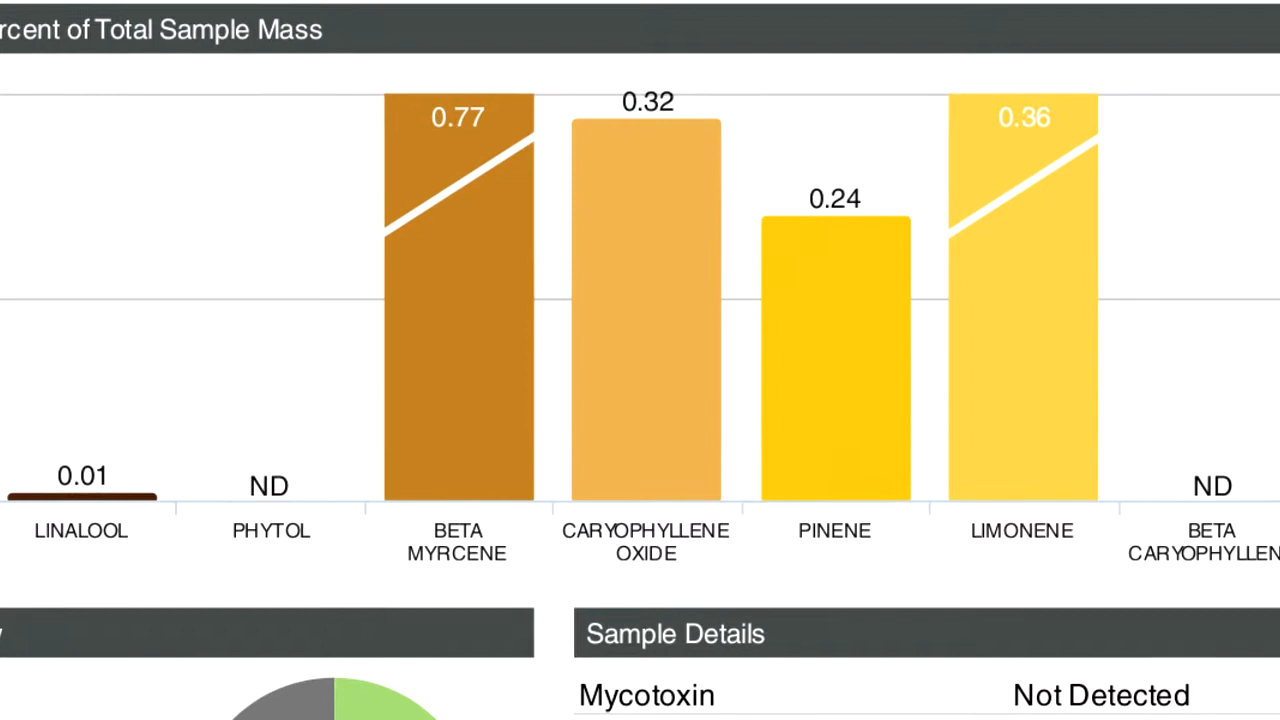 rcent of Total Sample Mass
0.77
0.32
0.36
0.24
0.01
ND
ND
LINALOOL
PHYTOL
BETA
MYRCENE
CARYOPHYLLENE
OXIDE
PINENE
LIMONENE
BETA
CARYOPHYLLEN
Sample Details
Mycotoxin Not Detected